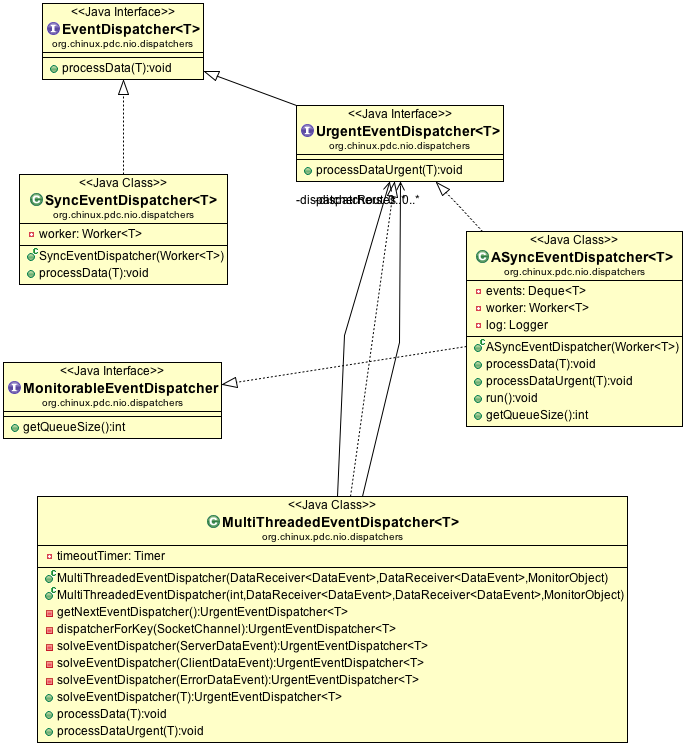 <<Java Interface>>
EventDispatcher<T>
org.chinux.pdc.nio.dispatchers
processData(T):void
<<Java Interface>>
UrgentEventDispatcher<T>
org.chinux.pdc.nio.dispatchers
processDataUrgent(T):void
0..*
<<Java Class>>
SyncEventDispatcher<T>
org.chinux.pdc.nio.dispatchers
worker: Worker<T>
SyncEventDispatcher(Worker<T>)
processData(T):void
<<Java Class>>
ASyncEventDispatcher<T>
org.chinux.pdc.nio.dispatchers
events: Deque<T>
worker: Worker<T>
log: Logger
ASyncEventDispatcher(Worker<T>)
processData(T):void
processDataUrgent(T):void
run():void
getQueueSize():int
<<Java Interface>>
MonitorableEventDispatcher
org.chinux.pdc.nio.dispatchers
getQueueSize():int
<<Java Class>>
MultiThreadedEventDispatcher<T>
org.chinux.pdc.nio.dispatchers
timeoutTimer: Timer
MultiThreadedEventDispatcher(DataReceiver<DataEvent>,DataReceiver<DataEvent>,MonitorObject)
MultiThreadedEventDispatcher(int,DataReceiver<DataEvent>,DataReceiver<DataEvent>,MonitorObject)
getNextEventDispatcher():UrgentEventDispatcher<T>
dispatcherForKey(SocketChannel):UrgentEventDispatcher<T>
solveEventDispatcher(ServerDataEvent):UrgentEventDispatcher<T>
solveEventDispatcher(ClientDataEvent):UrgentEventDispatcher<T>
solveEventDispatcher(ErrorDataEvent):UrgentEventDispatcher<T>
solveEventDispatcher(T):UrgentEventDispatcher<T>
processData(T):void
processDataUrgent(T):void